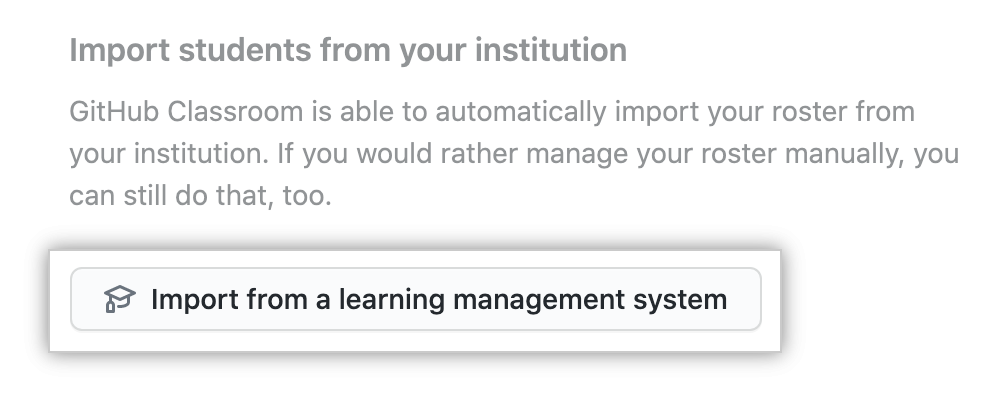 Import students from your institution
GitHub Classroom is able to automatically import your roster from
your institution. If you would rather manage your roster manually, you
can still do that, too.
Import from a learning management system